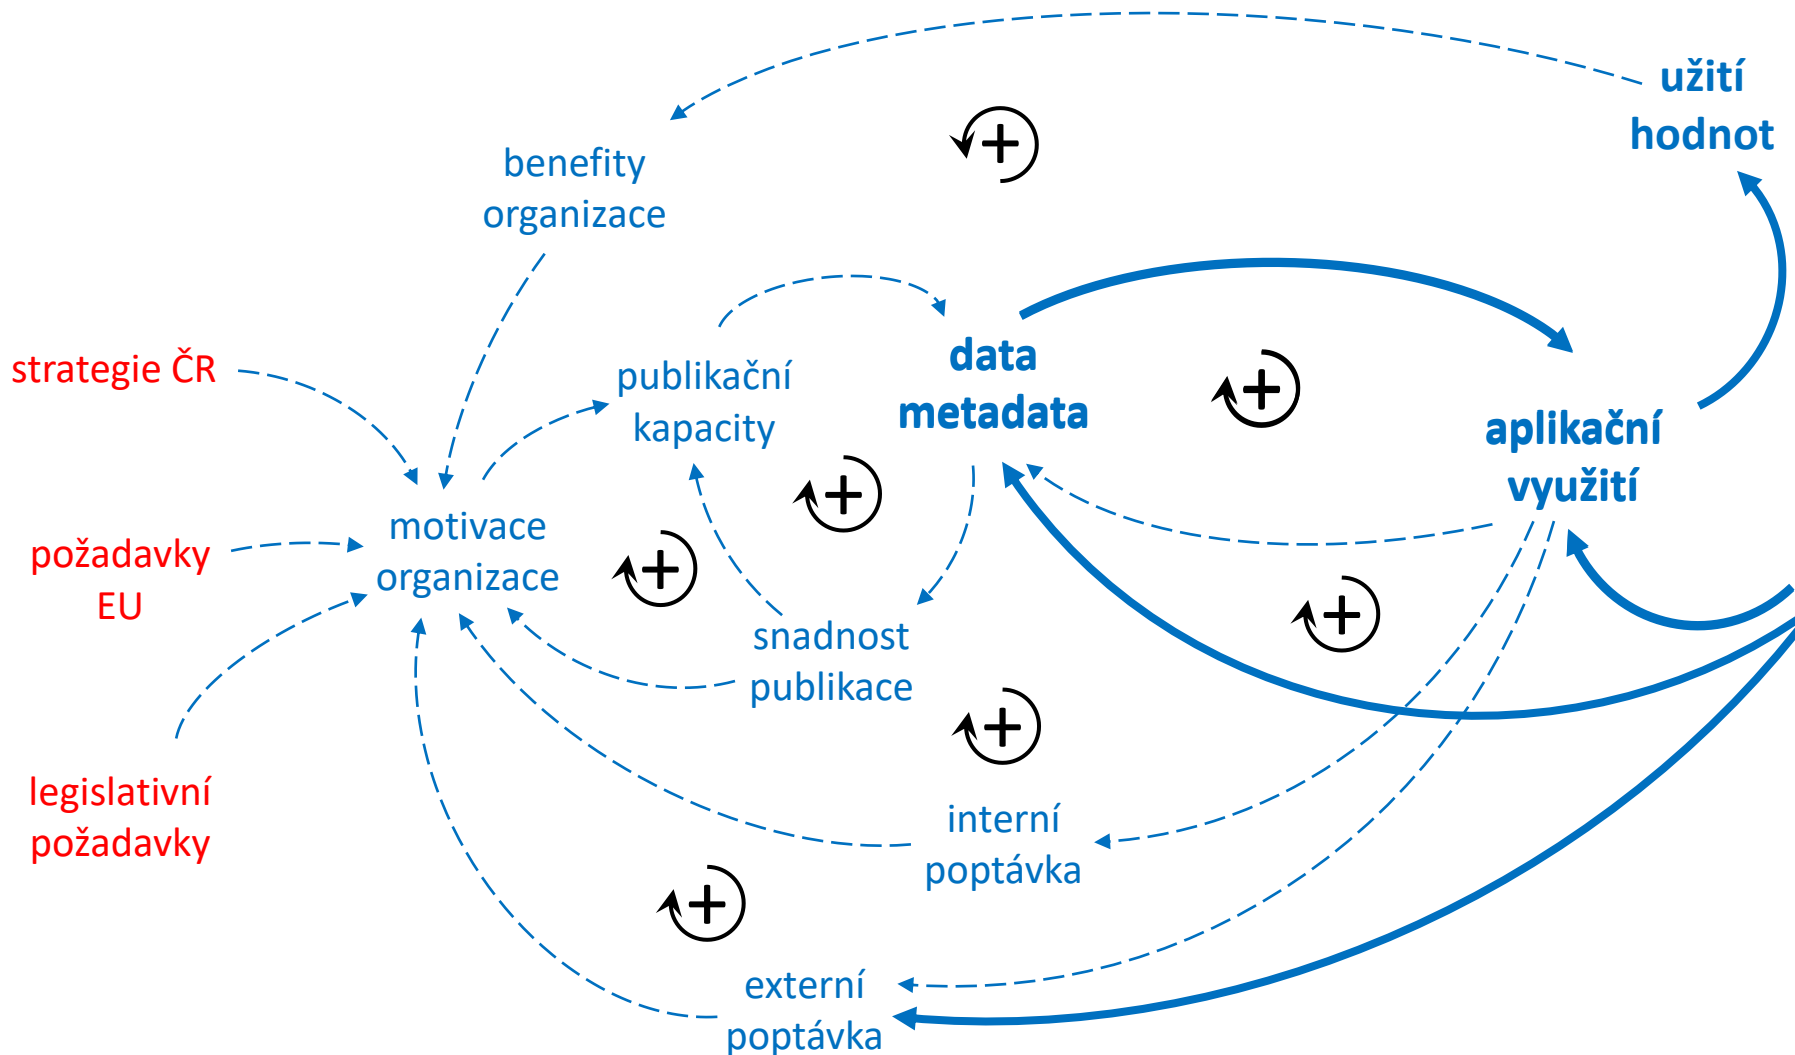 užití
hodnot
benefity
organizace
strategie ČR
publikační
kapacity
data
metadata
aplikační
využití
motivace
organizace
požadavky
EU
snadnost
publikace
legislativní
požadavky
interní
poptávka
externí
poptávka